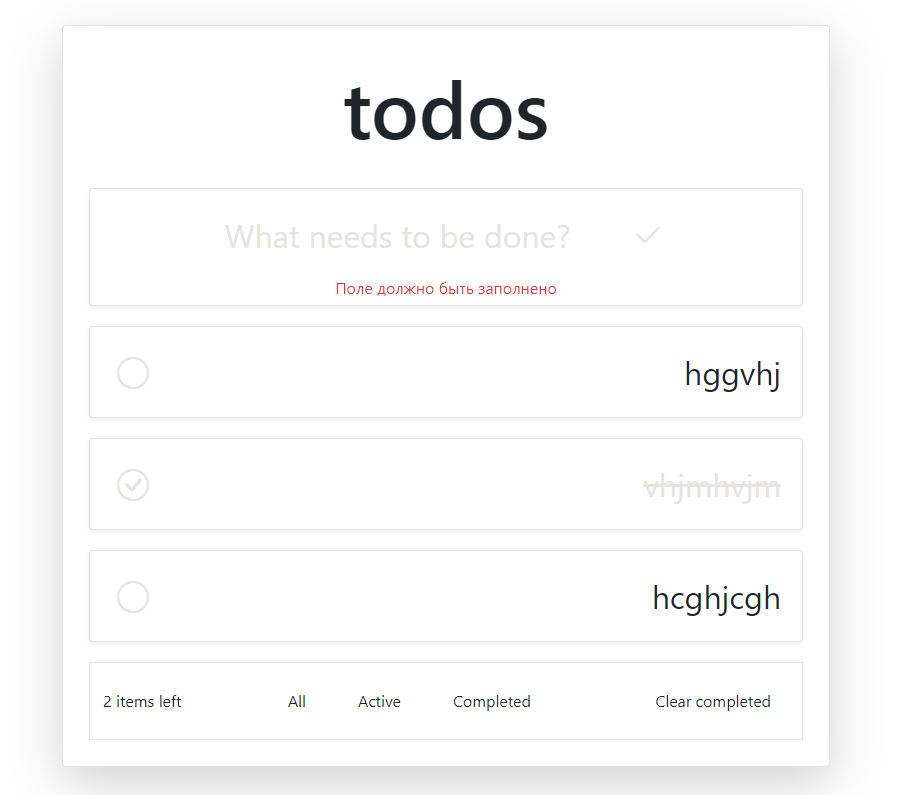 todos
What needs to be done?
Поле должно быть заполнено
hggvhj
vhjmhvjm
hcghjcgh
2 items left All Active Completed Clear completed